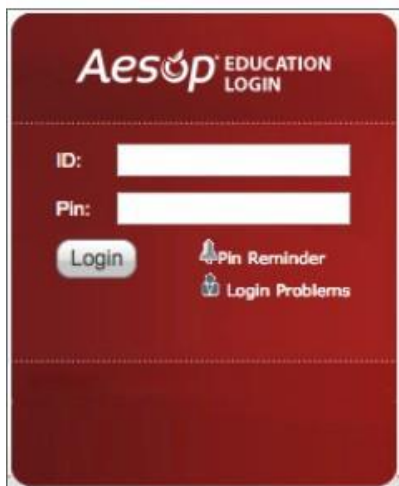 Aesop® EDUCATION
LOGIN
ID:
Pin:
Login Pin Reminder
Login Problems